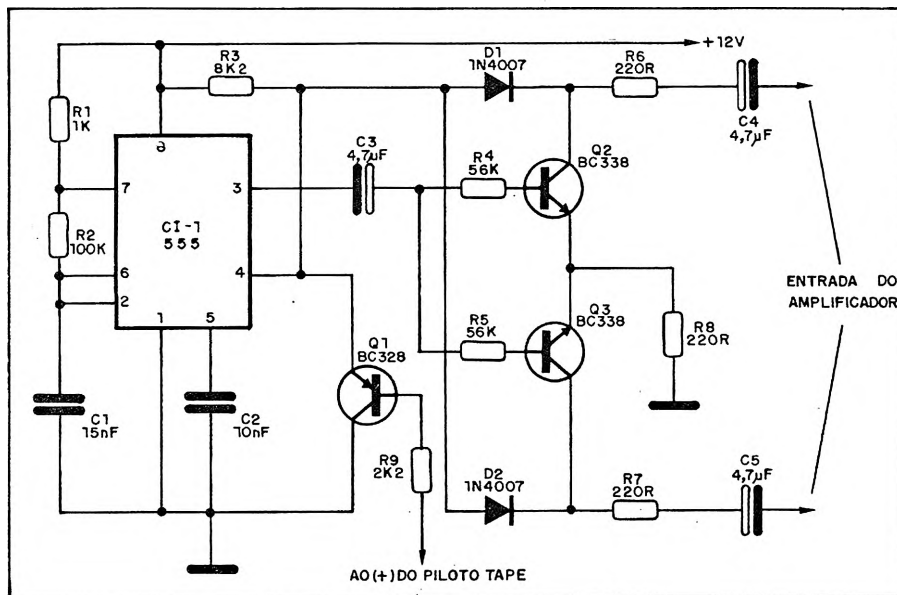 +12V
R3
8K2
D1
1N4007
R6
220R
C4
4,7µF
R1
1K
8
C3
4,7µF
Q2
BC338
R4
56K
7
3
CI-1
555
R2
100K
6
4
2
1
5
ENTRADA DO
AMPLIFICADOR
Q3
BC338
R5
56K
R8
220R
Q1
BC328
C1
15nF
C2
10nF
R9
2K2
D2
1N4007
R7
220R
C5
4,7µF
AO(+)DO PILOTO TAPE